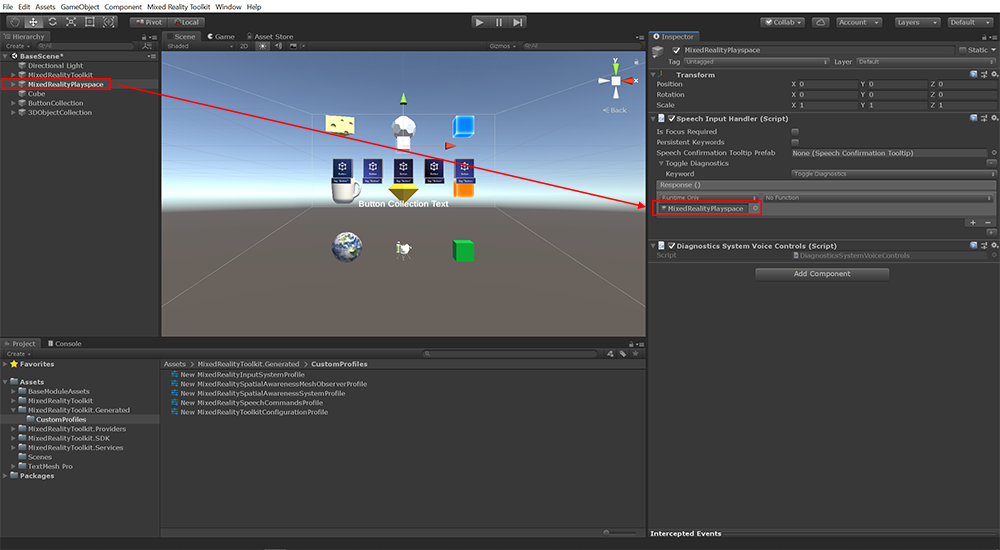 File Edit Assets GameObject Component Mixed Reality Toolkit Window Help
Pivot Local Collab Account Layers Default
Hierarchy
Create All
BaseScene*
Directional Light
MixedRealityToolkit
MixedRealityPlayspace
Cube
ButtonCollection
3DObjectCollection
Scene Game Asset Store
Shaded 2D Gizmos All
y
x
Back
Button Button Button Button Button
Button Collection Text
Inspector
MixedRealityPlayspace Static
Tag Untagged Layer Default
Transform
Position X 0 Y 0 Z 0
Rotation X 0 Y 0 Z 0
Scale X 1 Y 1 Z 1
Speech Input Handler (Script)
Is Focus Required
Persistent Keywords
Speech Confirmation Tooltip Prefab None (Speech Confirmation Tooltip)
Toggle Diagnostics
Keyword Toggle Diagnostics
Response ()
Runtime Only No Function
MixedRealityPlayspace
Diagnostics System Voice Controls (Script)
Script DiagnosticsSystemVoiceControls
Add Component
Project Console
Create
Favorites
Assets
BaseModuleAssets
MixedRealityToolkit
MixedRealityToolkit.Generated
CustomProfiles
MixedRealityToolkit.Providers
MixedRealityToolkit.SDK
MixedRealityToolkit.Services
Scenes
TextMesh Pro
Packages
Assets MixedRealityToolkit.Generated CustomProfiles
New MixedRealityInputSystemProfile
New MixedRealitySpatialAwarenessMeshObserverProfile
New MixedRealitySpatialAwarenessSystemProfile
New MixedRealitySpeechCommandsProfile
New MixedRealityToolkitConfigurationProfile
Intercepted Events